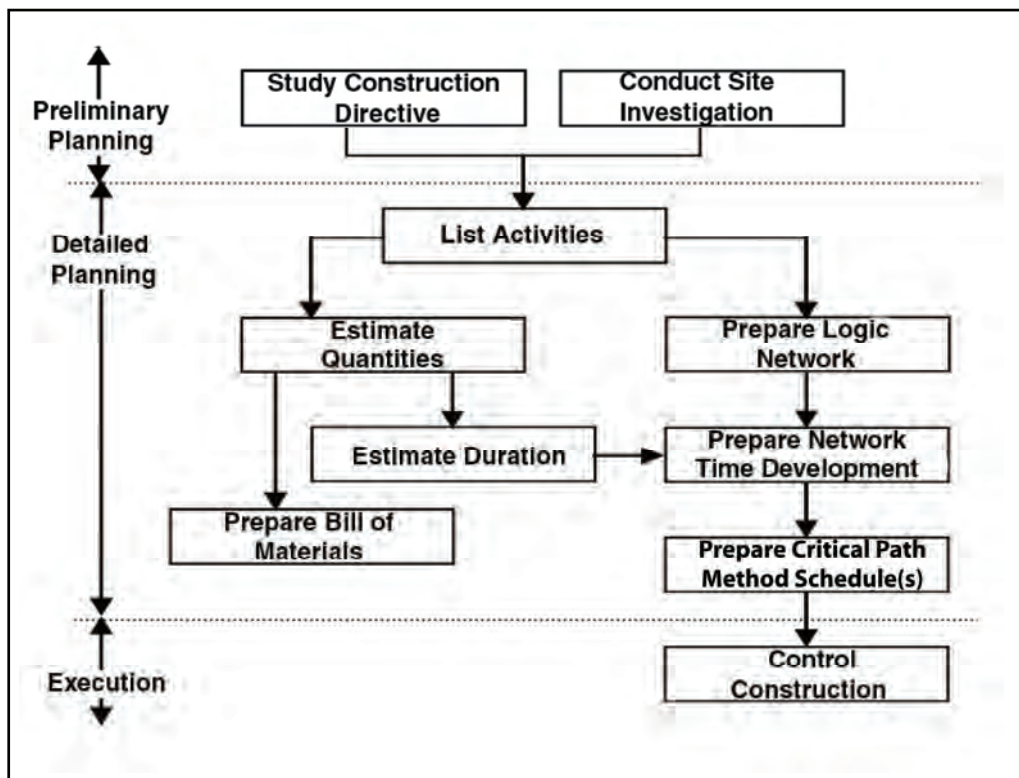 Preliminary
Planning
Study Construction
Directive
Conduct Site
Investigation
Detailed
Planning
List Activities
Estimate
Quantities
Prepare Logic
Network
Estimate Duration
Prepare Network
Time Development
Prepare Bill of
Materials
Prepare Critical Path
Method Schedule(s)
Execution
Control
Construction